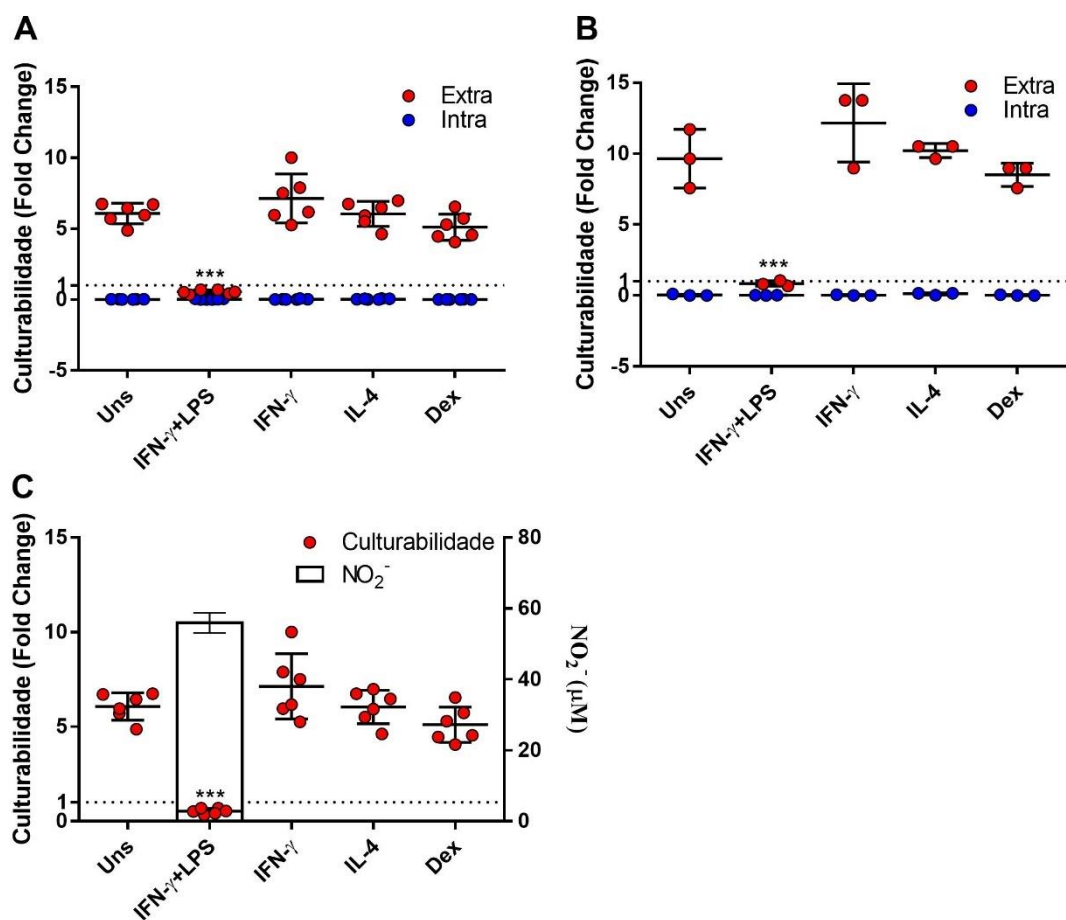 A
Culturabilidade (Fold Change)
15
10
5
1
0
-5
Extra
Intra
***
Uns
IFN-γ+LPS
IFN-γ
IL-4
Dex
B
Culturabilidade (Fold Change)
15
10
5
1
0
-5
Extra
Intra
***
Uns
IFN-γ+LPS
IFN-γ
IL-4
Dex
C
Culturabilidade (Fold Change)
15
10
5
1
0
Culturabilidade
NO₂⁻
***
80
60
40
20
0
NO₂⁻ (µM)
Uns
IFN-γ+LPS
IFN-γ
IL-4
Dex